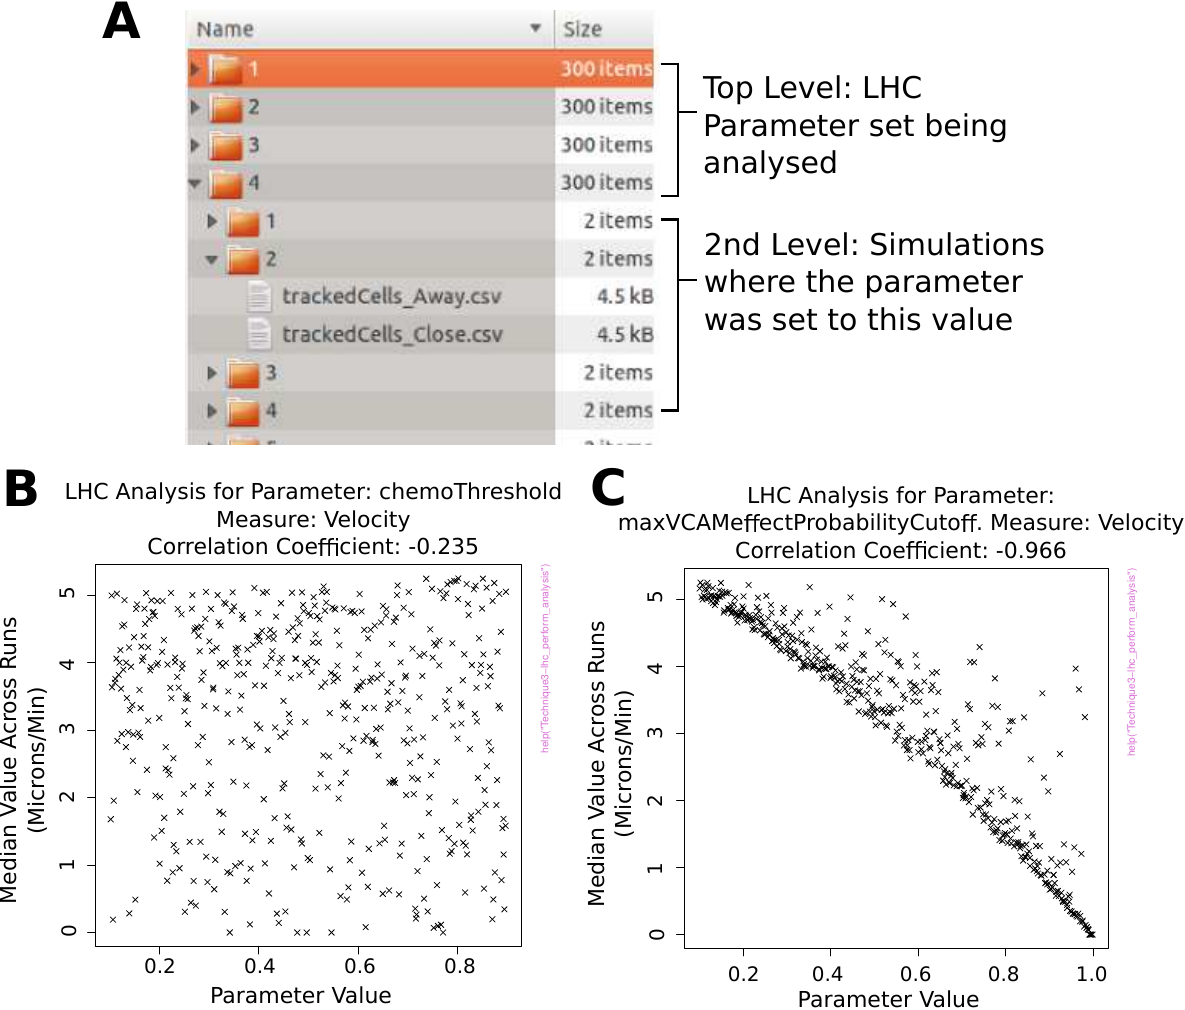 A
Name Size
1 300 items
2 300 items
3 300 items
4 300 items
1 2 items
2 2 items
trackedCells_Away.csv 4.5 kB
trackedCells_Close.csv 4.5 kB
3 2 items
4 2 items
Top Level: LHC
Parameter set being
analysed
2nd Level: Simulations
where the parameter
was set to this value
B
LHC Analysis for Parameter: chemoThreshold
Measure: Velocity
Correlation Coefficient: -0.235
Median Value Across Runs
(Microns/Min)
5
4
3
2
1
0
0.2 0.4 0.6 0.8
Parameter Value
help("Technique3-lhc_perform_analysis")
C
LHC Analysis for Parameter:
maxVCAMeffectProbabilityCutoff. Measure: Velocity
Correlation Coefficient: -0.966
Median Value Across Runs
(Microns/Min)
5
4
3
2
1
0
0.2 0.4 0.6 0.8 1.0
Parameter Value
help("Technique3-lhc_perform_analysis")